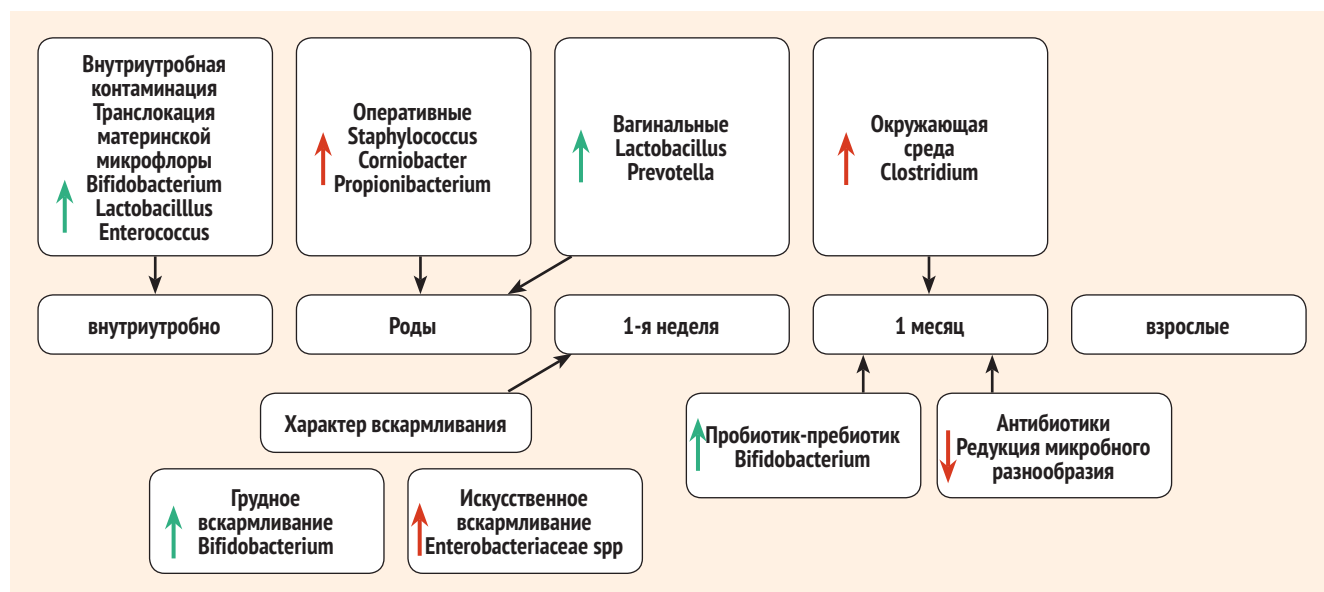 Внутриутробная
контаминация
Транслокация
материнской
микрофлоры
Bifidobacterium
Lactobacilllus
Enterococcus
Оперативные
Staphylococcus
Corniobacter
Propionibacterium
Вагинальные
Lactobacillus
Prevotella
Окружающая
среда
Clostridium
внутриутробно
Роды
1-я неделя
1 месяц
взрослые
Характер вскармливания
Пробиотик-пребиотик
Bifidobacterium
Антибиотики
Редукция микробного
разнообразия
Грудное
вскармливание
Bifidobacterium
Искусственное
вскармливание
Enterobacteriaceae spp